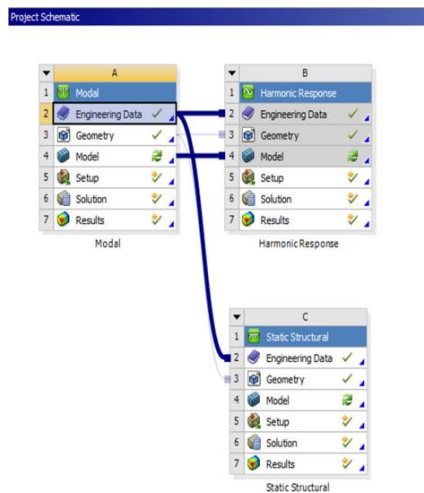 Project Schematic
A
1 Modal
2 Engineering Data
3 Geometry
4 Model
5 Setup
6 Solution
7 Results
Modal
B
1 Harmonic Response
2 Engineering Data
3 Geometry
4 Model
5 Setup
6 Solution
7 Results
Harmonic Response
C
1 Static Structural
2 Engineering Data
3 Geometry
4 Model
5 Setup
6 Solution
7 Results
Static Structural